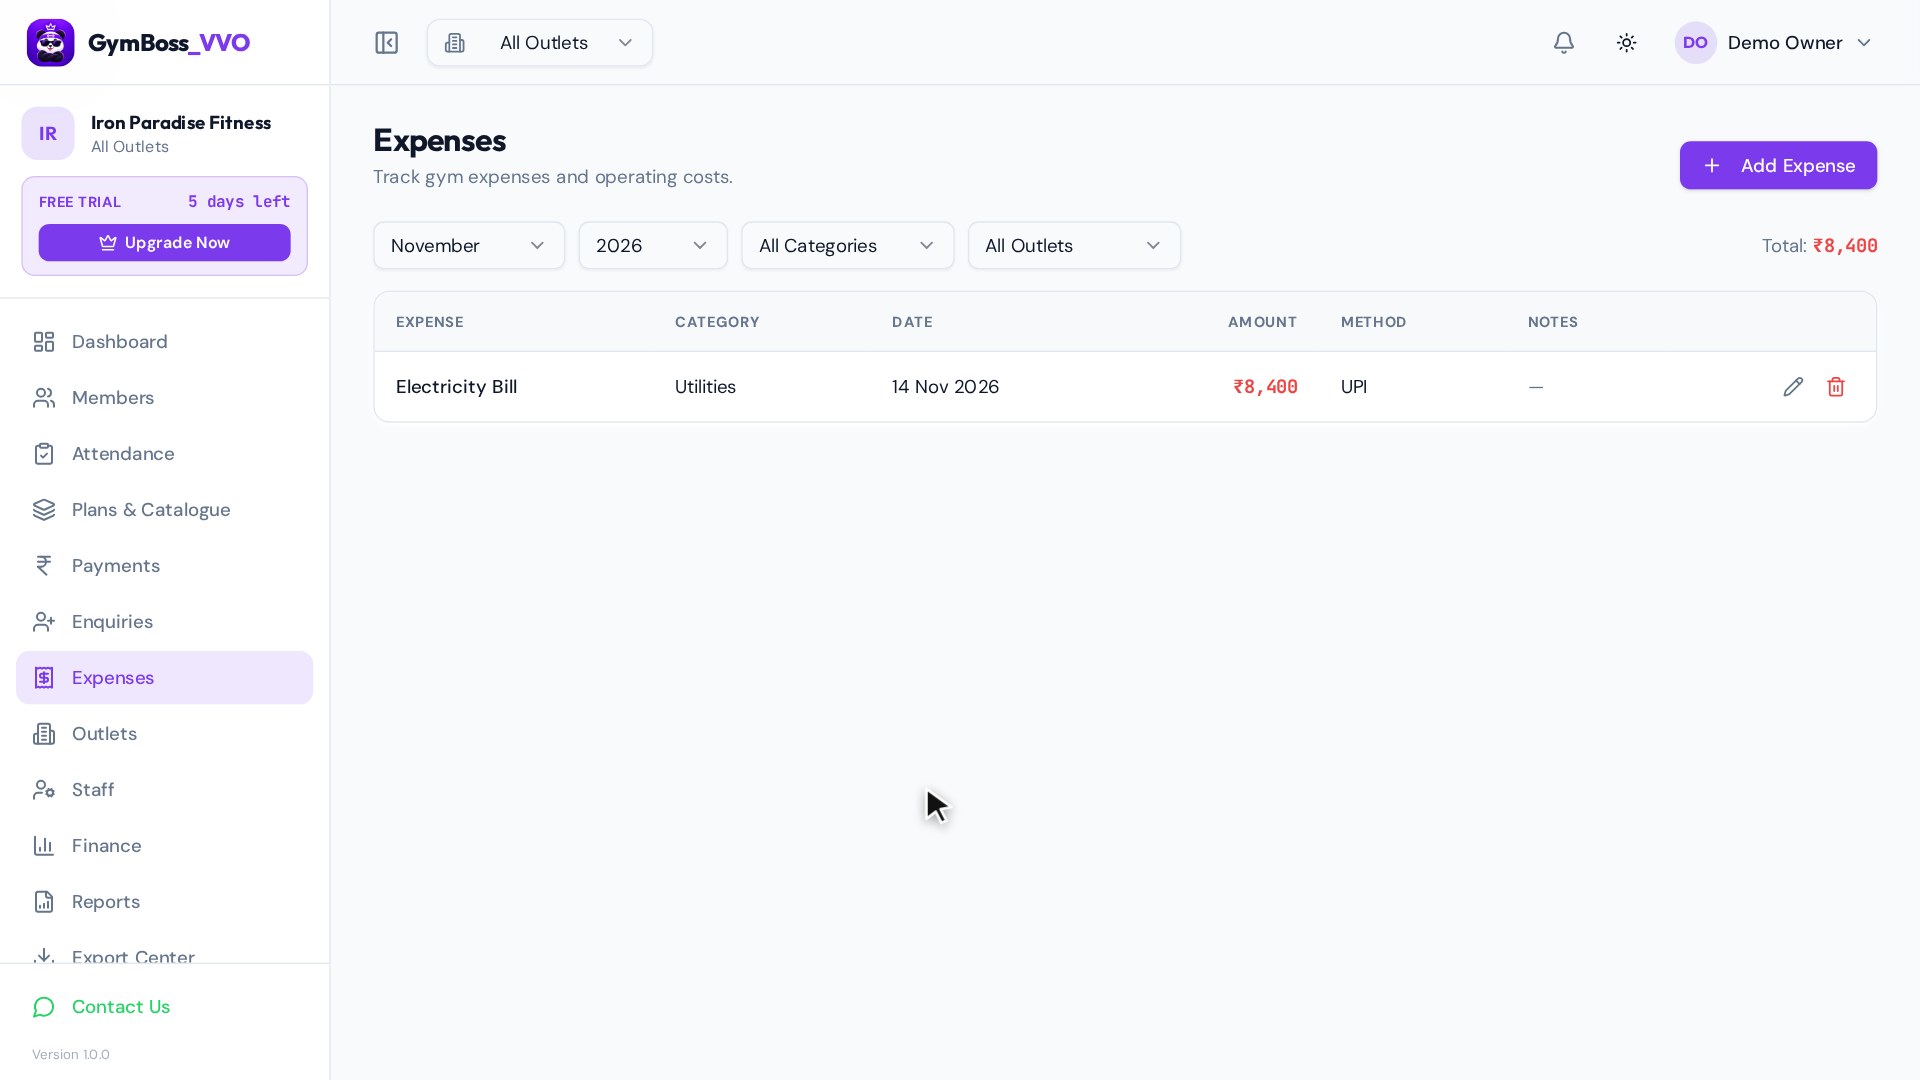 GymBoss_VVO
All Outlets
DO
Demo Owner
IR
Iron Paradise Fitness
All Outlets
FREE TRIAL
5 days left
Upgrade Now
Dashboard
Members
Attendance
Plans & Catalogue
Payments
Enquiries
Expenses
Outlets
Staff
Finance
Reports
Export Center
Contact Us
Version 1.0.0
Expenses
Track gym expenses and operating costs.
Add Expense
November
2026
All Categories
All Outlets
Total: ₹8,400
EXPENSE CATEGORY DATE AMOUNT METHOD NOTES
Electricity Bill Utilities 14 Nov 2026 ₹8,400 UPI —